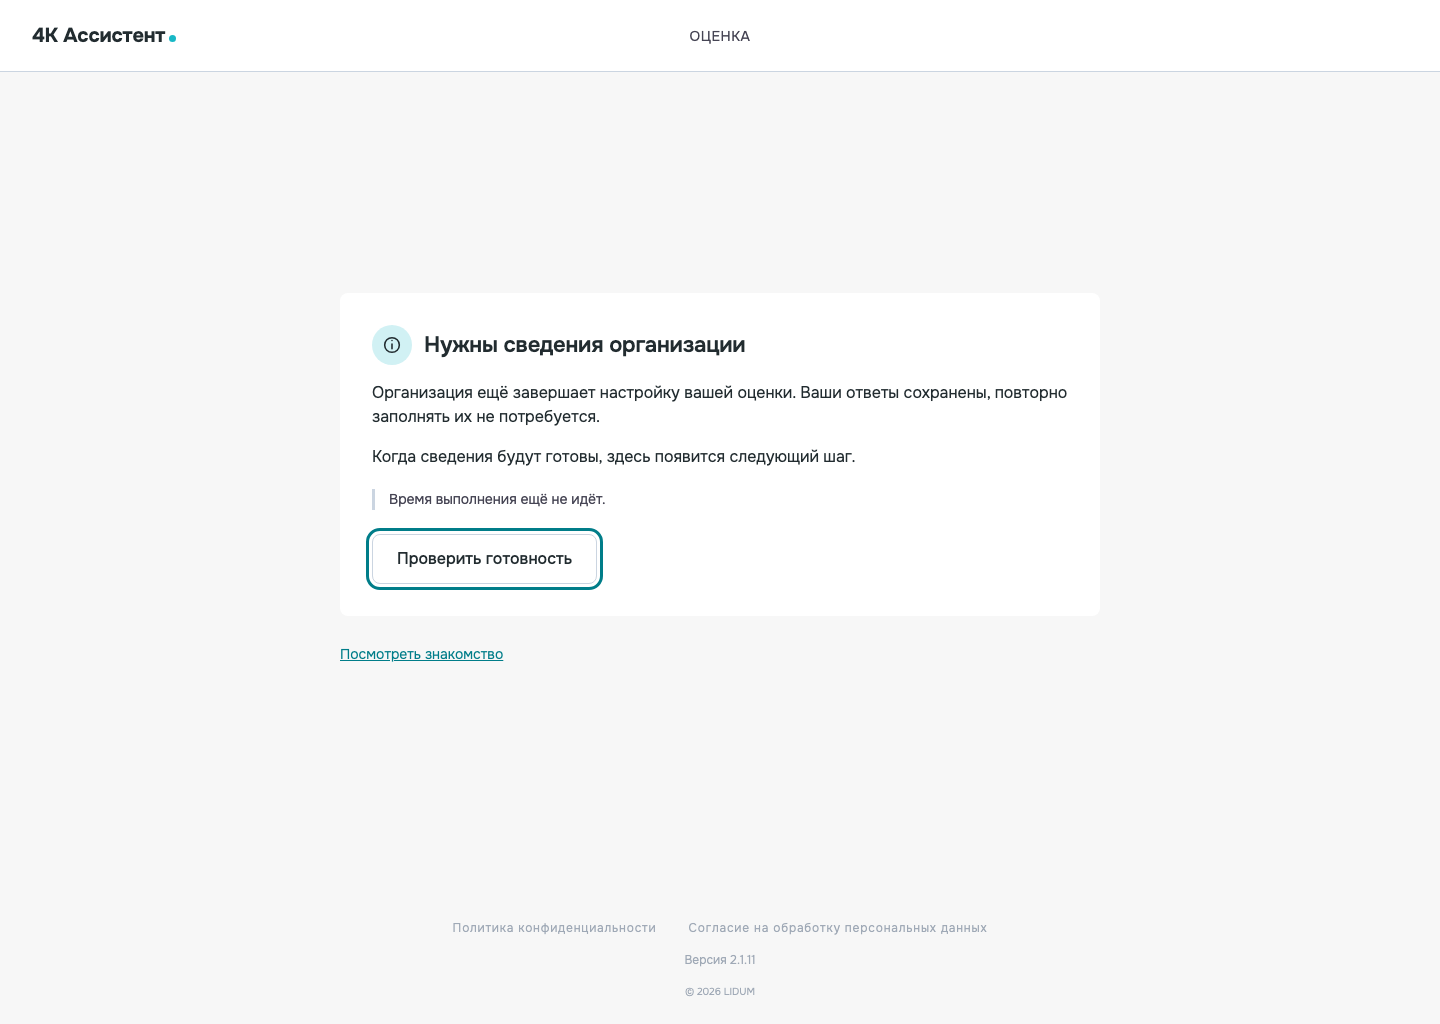 4К Ассистент
ОЦЕНКА
Нужны сведения организации
Организация ещё завершает настройку вашей оценки. Ваши ответы сохранены, повторно
заполнять их не потребуется.
Когда сведения будут готовы, здесь появится следующий шаг.
Время выполнения ещё не идёт.
Проверить готовность
Посмотреть знакомство
Политика конфиденциальности Согласие на обработку персональных данных
Версия 2.1.11
© 2026 LIDUM